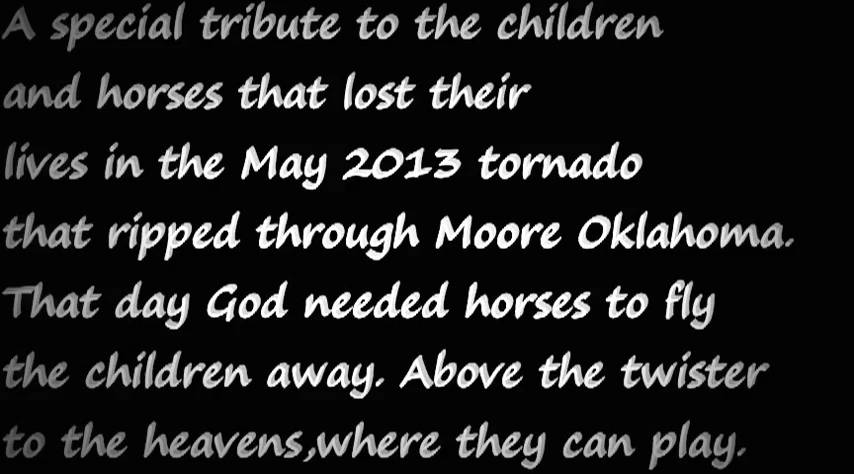 A special tribute to the children
and horses that lost their
lives in the May 2013 tornado
that ripped through Moore Oklahoma.
That day God needed horses to fly
the children away. Above the twister
to the heavens,where they can play.